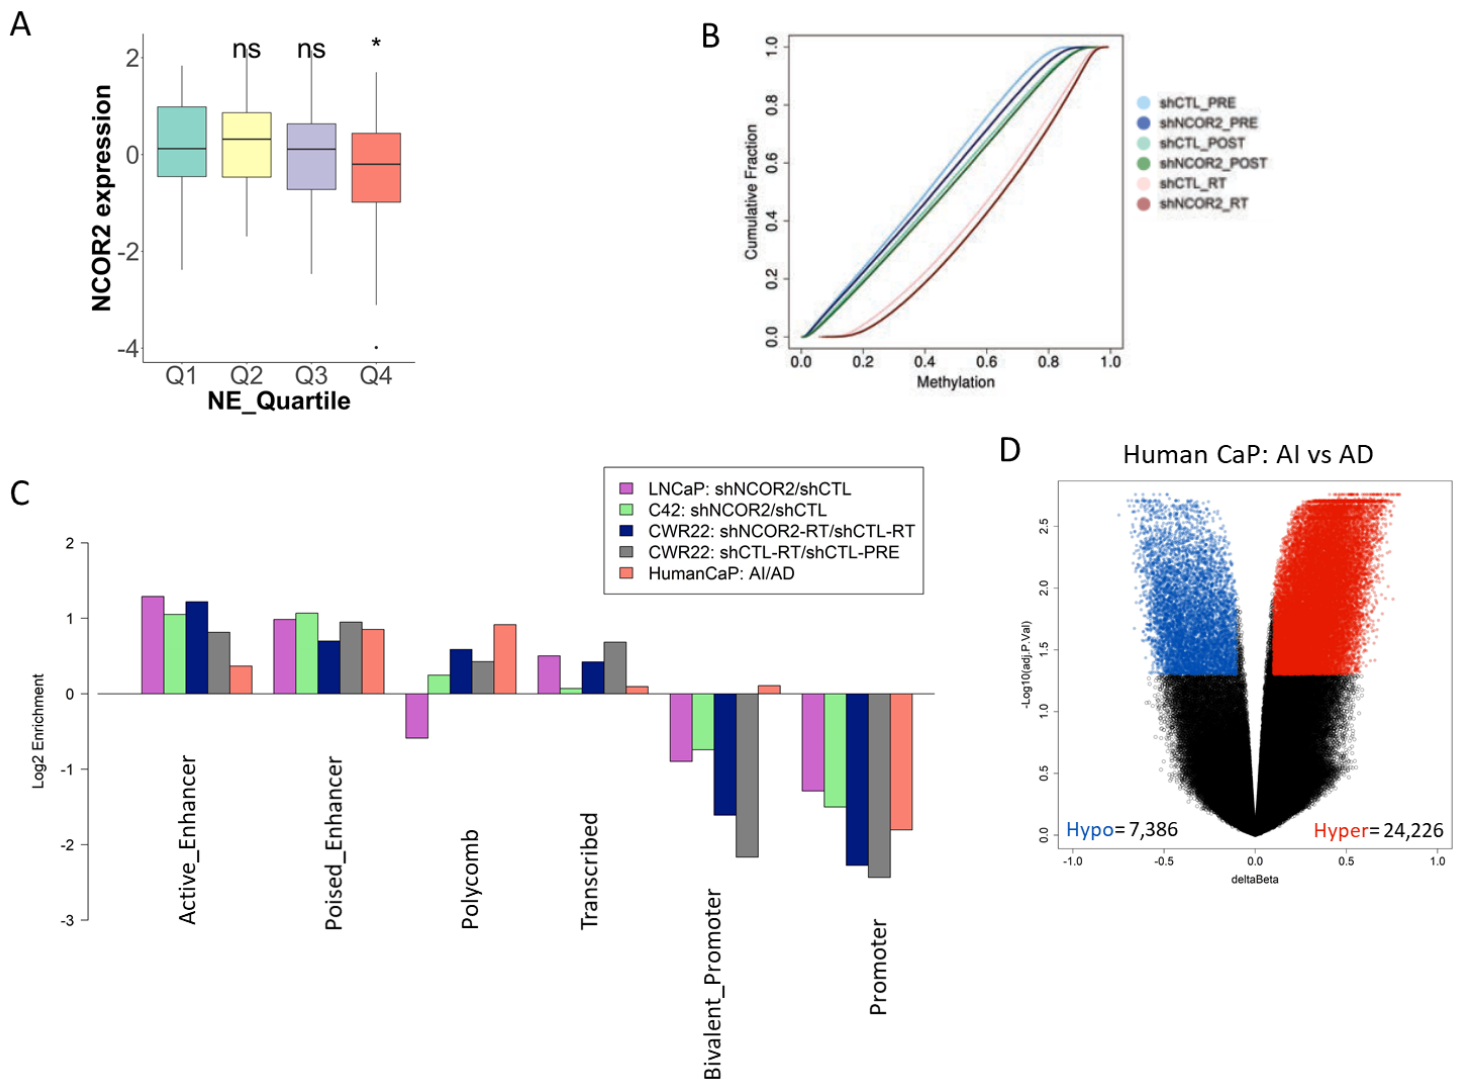 A
NCOR2 expression
2
0
-2
-4
ns
ns
*
Q1
Q2
Q3
Q4
NE_Quartile
B
Cumulative Fraction
1.0
0.8
0.6
0.4
0.2
0.0
0.0
0.2
0.4
0.6
0.8
1.0
Methylation
shCTL_PRE
shNCOR2_PRE
shCTL_POST
shNCOR2_POST
shCTL_RT
shNCOR2_RT
C
LNCaP: shNCOR2/shCTL
C42: shNCOR2/shCTL
CWR22: shNCOR2-RT/shCTL-RT
CWR22: shCTL-RT/shCTL-PRE
HumanCaP: AI/AD
Log2 Enrichment
2
1
0
-1
-2
-3
Active_Enhancer
Poised_Enhancer
Polycomb
Transcribed
Bivalent_Promoter
Promoter
D
Human CaP: AI vs AD
-Log10(adj.P.Val)
2.5
2.0
1.5
1.0
0.5
0.0
Hypo= 7,386
Hyper= 24,226
-1.0
-0.5
0.0
0.5
1.0
deltaBeta